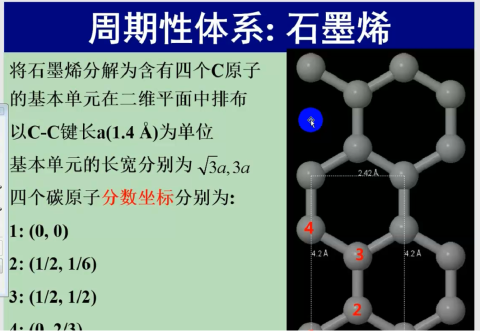 周期性体系: 石墨烯
将石墨烯分解为含有四个C原子
的基本单元在二维平面中排布
以C-C键长a(1.4 Å)为单位
基本单元的长宽分别为 √3a,3a
四个碳原子分数坐标分别为:
1: (0, 0)
2: (1/2, 1/6)
3: (1/2, 1/2)
4: (0, 2/3)
2.42 Å
4
3
4.2 Å
4.2 Å
2